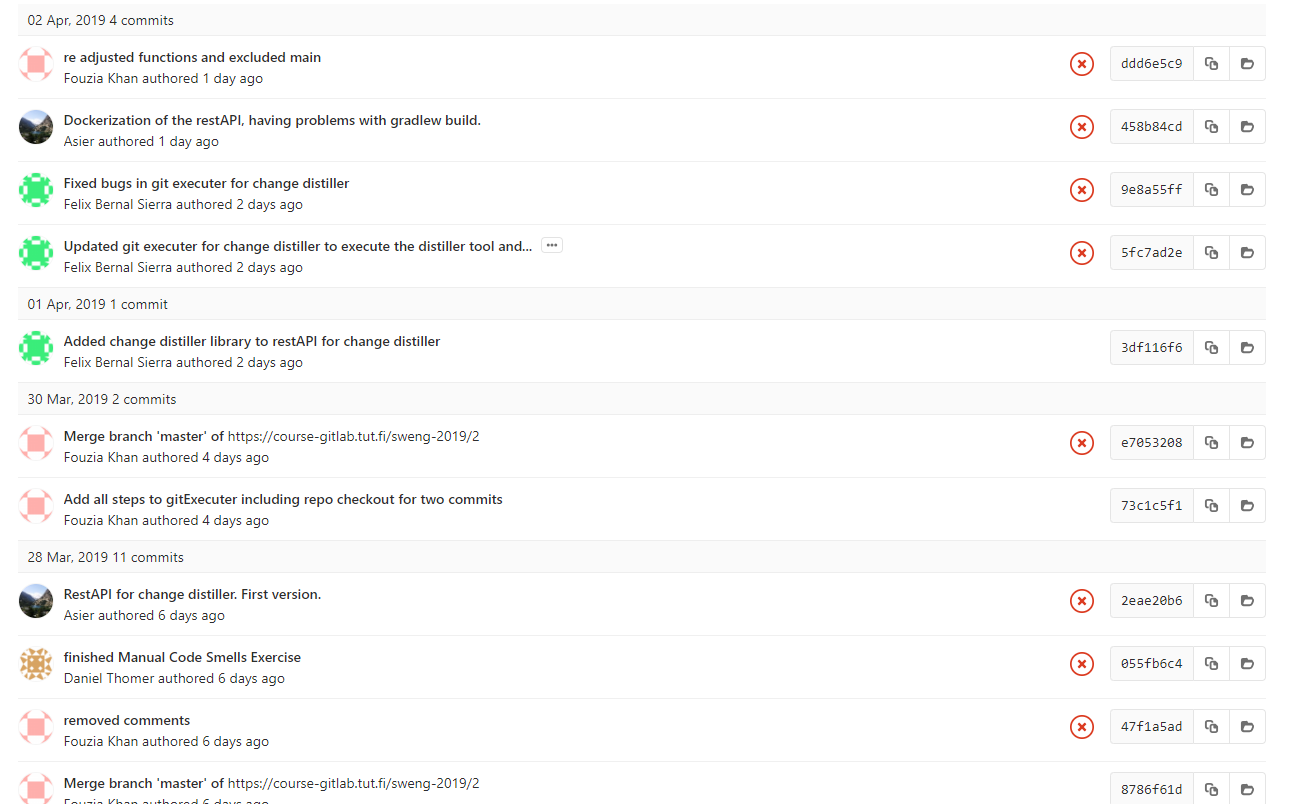 02 Apr, 2019 4 commits
re adjusted functions and excluded main
Fouzia Khan authored 1 day ago
ddd6e5c9
Dockerization of the restAPI, having problems with gradlew build.
Asier authored 1 day ago
458b84cd
Fixed bugs in git executer for change distiller
Felix Bernal Sierra authored 2 days ago
9e8a55ff
Updated git executer for change distiller to execute the distiller tool and...
Felix Bernal Sierra authored 2 days ago
5fc7ad2e
01 Apr, 2019 1 commit
Added change distiller library to restAPI for change distiller
Felix Bernal Sierra authored 2 days ago
3df116f6
30 Mar, 2019 2 commits
Merge branch 'master' of https://course-gitlab.tut.fi/sweng-2019/2
Fouzia Khan authored 4 days ago
e7053208
Add all steps to gitExecuter including repo checkout for two commits
Fouzia Khan authored 4 days ago
73c1c5f1
28 Mar, 2019 11 commits
RestAPI for change distiller. First version.
Asier authored 6 days ago
2eae20b6
finished Manual Code Smells Exercise
Daniel Thomer authored 6 days ago
055fb6c4
removed comments
Fouzia Khan authored 6 days ago
47f1a5ad
Merge branch 'master' of https://course-gitlab.tut.fi/sweng-2019/2
Fouzia Khan authored 6 days ago
8786f61d